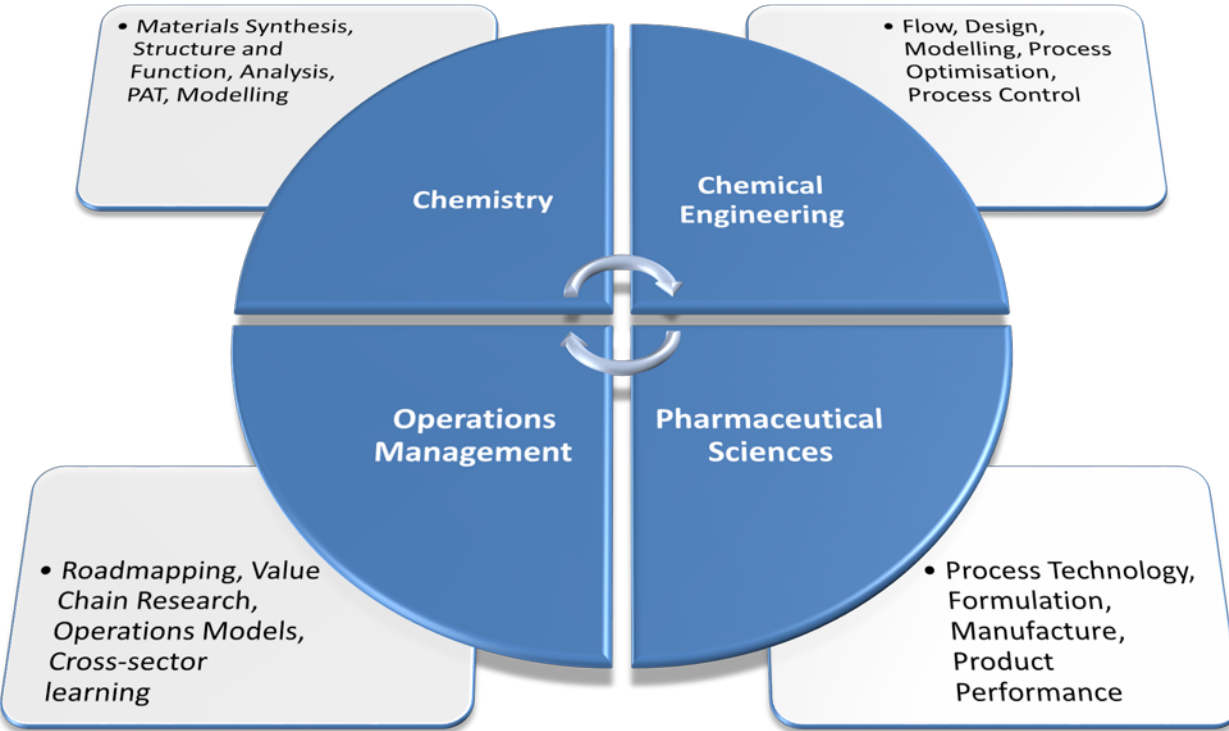 • Materials Synthesis,
Structure and
Function, Analysis,
PAT, Modelling
• Flow, Design,
Modelling, Process
Optimisation,
Process Control
Chemistry
Chemical
Engineering
Operations
Management
Pharmaceutical
Sciences
• Roadmapping, Value
Chain Research,
Operations Models,
Cross-sector
learning
• Process Technology,
Formulation,
Manufacture,
Product
Performance